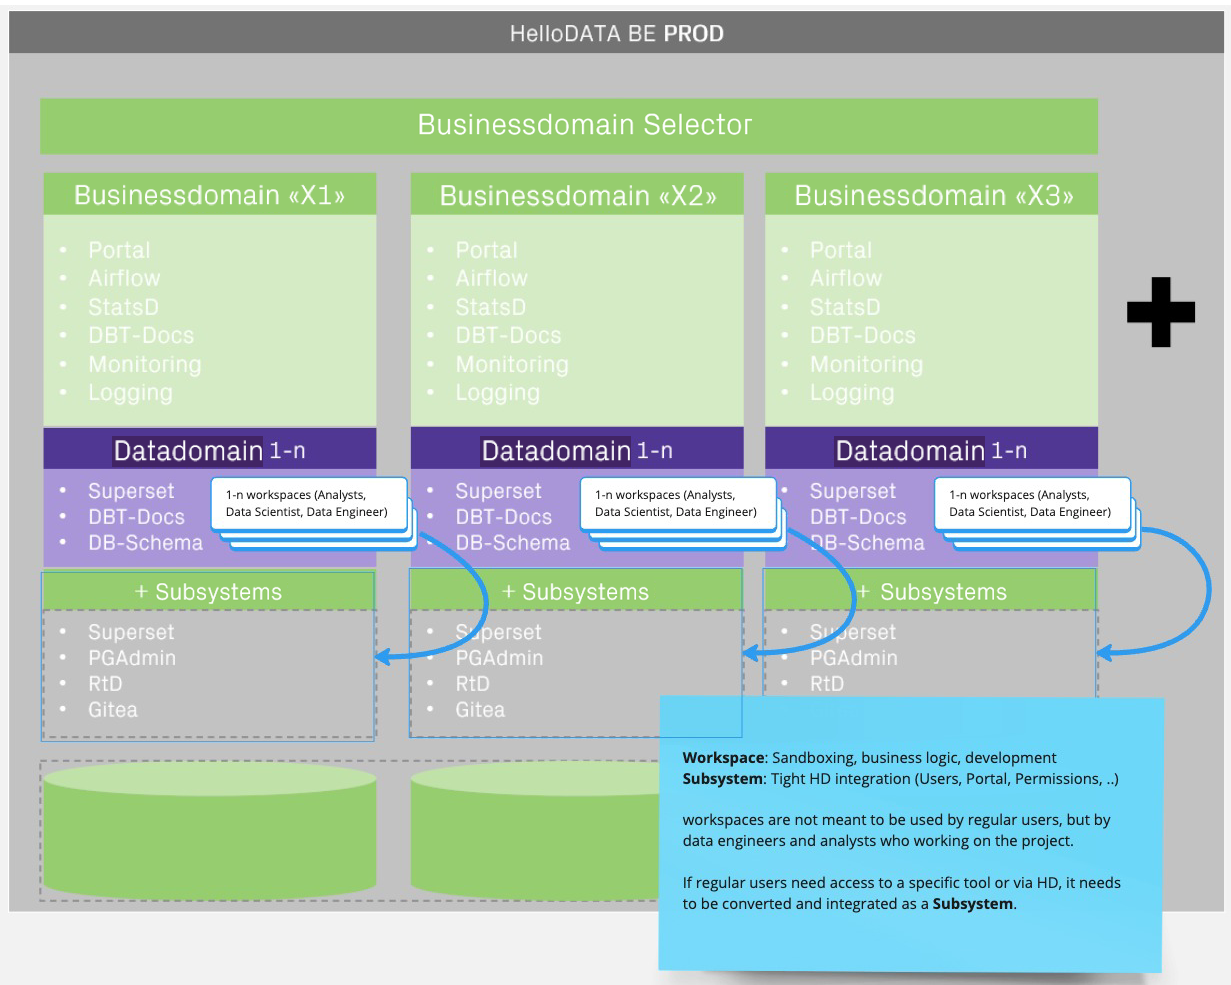 HelloDATA BE PROD
Businessdomain Selector
Businessdomain «X1»
• Portal
• Airflow
• StatsD
• DBT-Docs
• Monitoring
• Logging
Datadomain 1-n
• Superset
• DBT-Docs
• DB-Schema
1-n workspaces (Analysts,
Data Scientist, Data Engineer)
+ Subsystems
• Superset
• PGAdmin
• RtD
• Gitea
Businessdomain «X2»
• Portal
• Airflow
• StatsD
• DBT-Docs
• Monitoring
• Logging
Datadomain 1-n
• Superset
• DBT-Docs
• DB-Schema
1-n workspaces (Analysts,
Data Scientist, Data Engineer)
+ Subsystems
• Superset
• PGAdmin
• RtD
• Gitea
Businessdomain «X3»
• Portal
• Airflow
• StatsD
• DBT-Docs
• Monitoring
• Logging
Datadomain 1-n
• Superset
DBT-Docs
• DB-Schema
1-n workspaces (Analysts,
Data Scientist, Data Engineer)
+ Subsystems
• Superset
• PGAdmin
• RtD
Workspace: Sandboxing, business logic, development
Subsystem: Tight HD integration (Users, Portal, Permissions, ..)
workspaces are not meant to be used by regular users, but by
data engineers and analysts who working on the project.
If regular users need access to a specific tool or via HD, it needs
to be converted and integrated as a Subsystem.